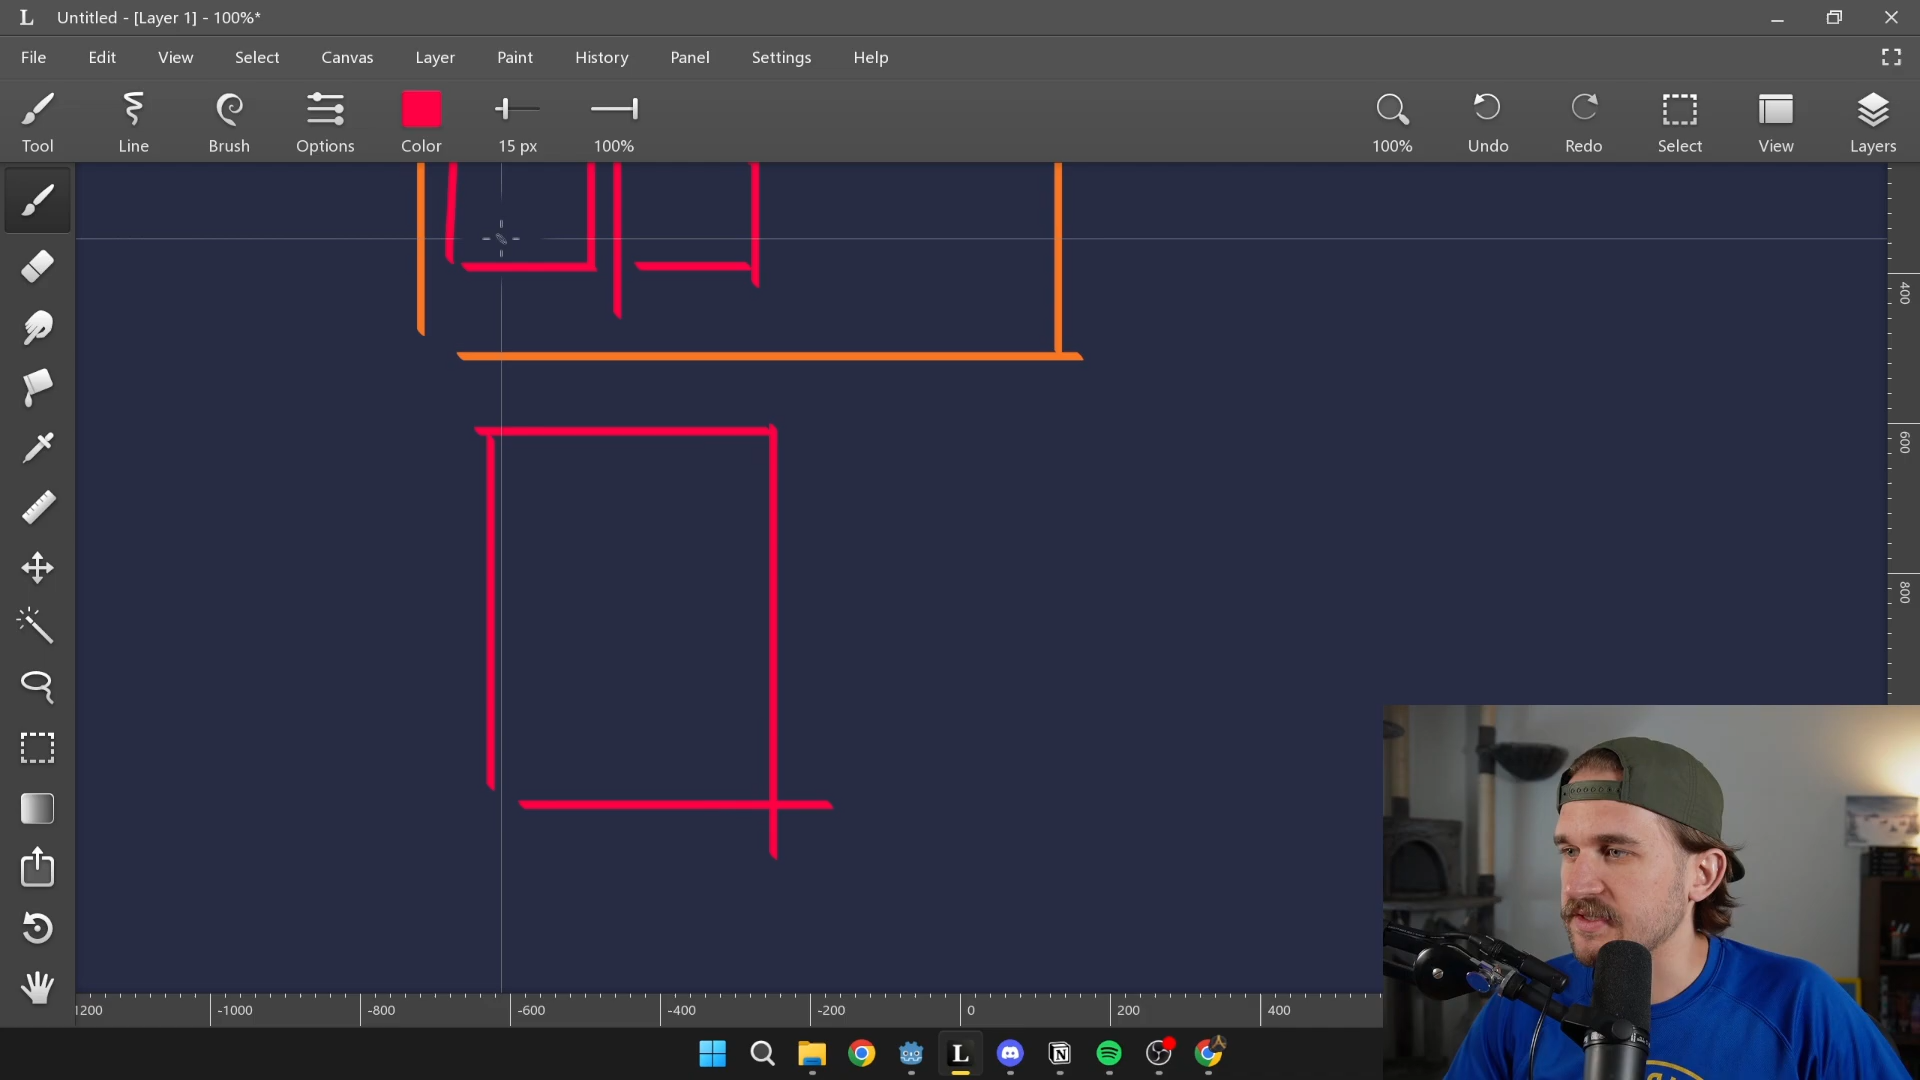 L Untitled - [Layer 1] - 100%*
File Edit View Select Canvas Layer Paint History Panel Settings Help
Tool Line Brush Options Color 15 px 100% 100% Undo Redo Select View Layers
400
600
800
200 -1000 -800 -600 -400 -200 0 200 400
L N